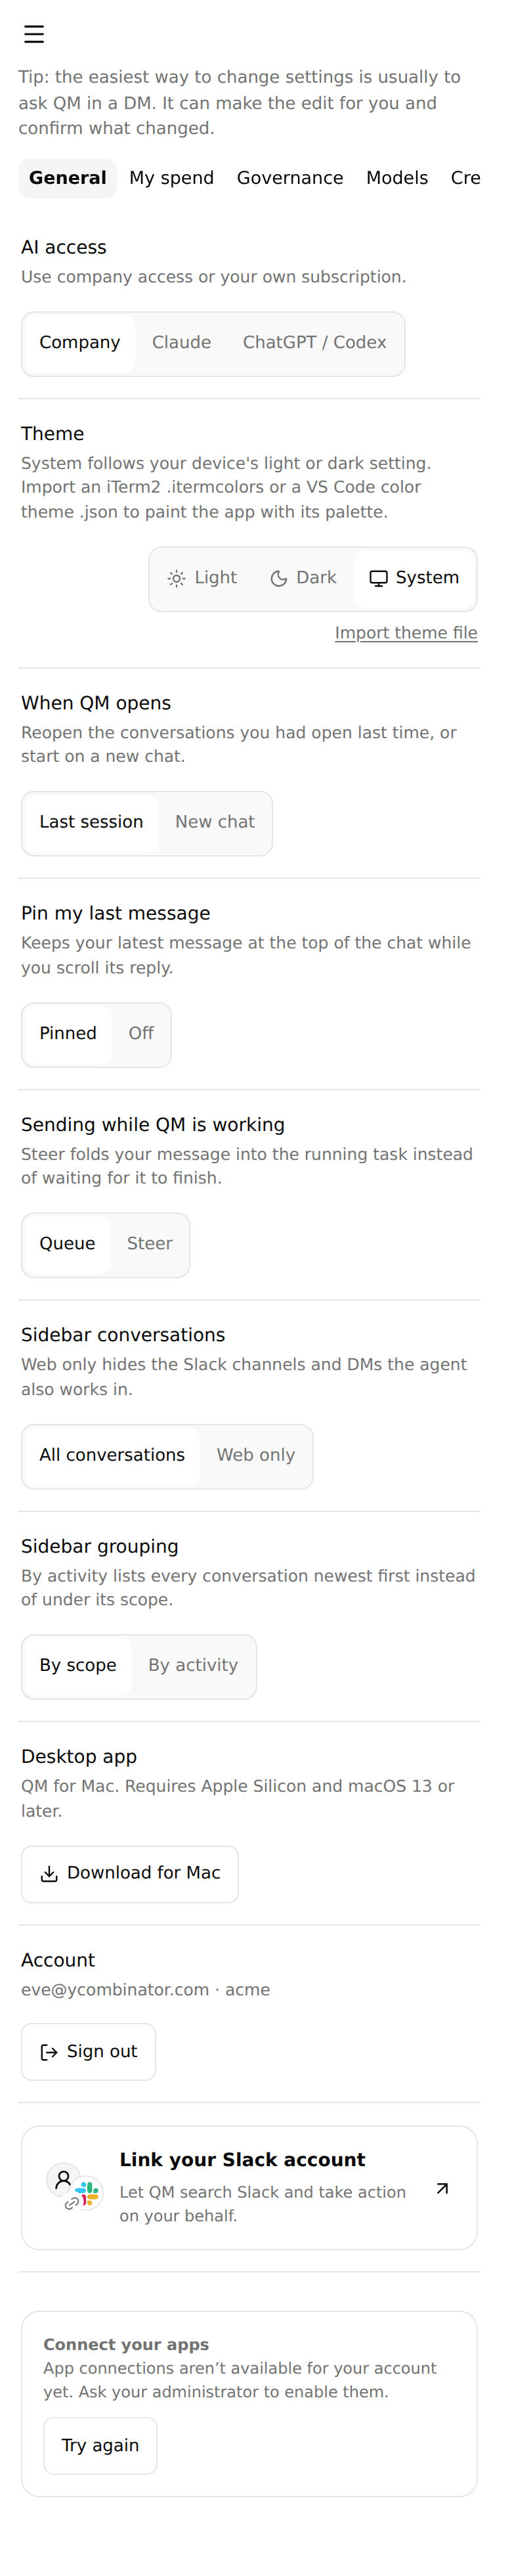 Tip: the easiest way to change settings is usually to
ask QM in a DM. It can make the edit for you and
confirm what changed.
General My spend Governance Models Cre
AI access
Use company access or your own subscription.
Company Claude ChatGPT / Codex
Theme
System follows your device's light or dark setting.
Import an iTerm2 .itermcolors or a VS Code color
theme .json to paint the app with its palette.
Light Dark System
Import theme file
When QM opens
Reopen the conversations you had open last time, or
start on a new chat.
Last session New chat
Pin my last message
Keeps your latest message at the top of the chat while
you scroll its reply.
Pinned Off
Sending while QM is working
Steer folds your message into the running task instead
of waiting for it to finish.
Queue Steer
Sidebar conversations
Web only hides the Slack channels and DMs the agent
also works in.
All conversations Web only
Sidebar grouping
By activity lists every conversation newest first instead
of under its scope.
By scope By activity
Desktop app
QM for Mac. Requires Apple Silicon and macOS 13 or
later.
Download for Mac
Account
eve@ycombinator.com · acme
Sign out
Link your Slack account
Let QM search Slack and take action
on your behalf.
Connect your apps
App connections aren’t available for your account
yet. Ask your administrator to enable them.
Try again